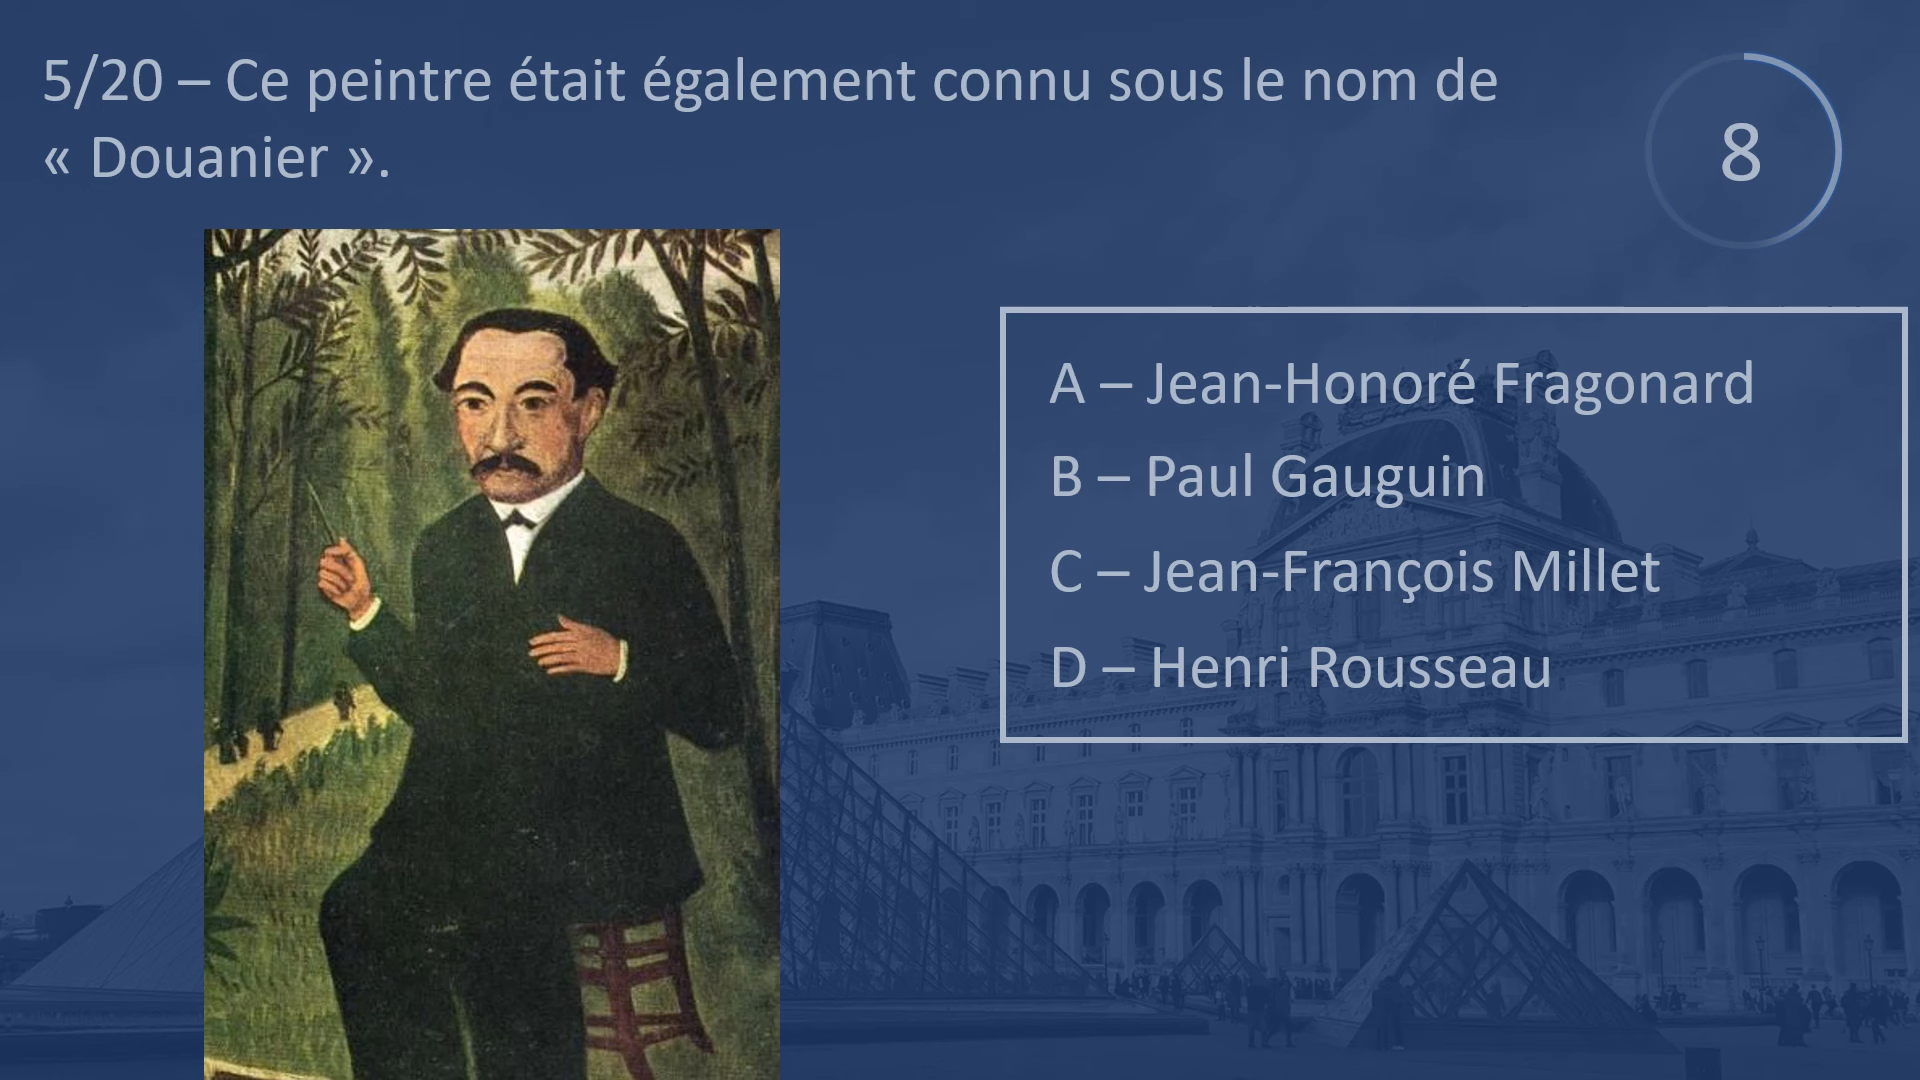 5/20 – Ce peintre était également connu sous le nom de
« Douanier ».
8
A – Jean-Honoré Fragonard
B – Paul Gauguin
C – Jean-François Millet
D – Henri Rousseau